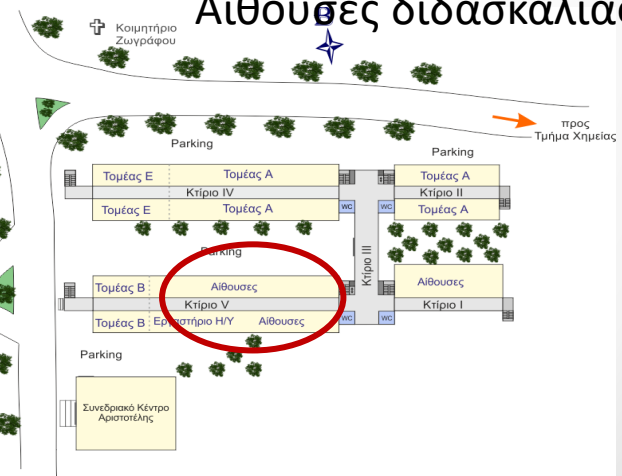 Αίθουσες διδασκαλίας
Β
Κοιμητήριο
Ζωγράφου
προς
Τμήμα Χημείας
Parking
Parking
Τομέας Ε
Τομέας Α
Τομέας Α
Κτίριο IV
Κτίριο II
Τομέας Ε
Τομέας Α
WC
WC
Τομέας Α
Parking
Κτίριο III
Τομέας Β
Αίθουσες
Αίθουσες
Κτίριο V
Κτίριο I
Τομέας Β
Εργαστήριο Η/Υ
Αίθουσες
WC
WC
Parking
Συνεδριακό Κέντρο
Αριστοτέλης